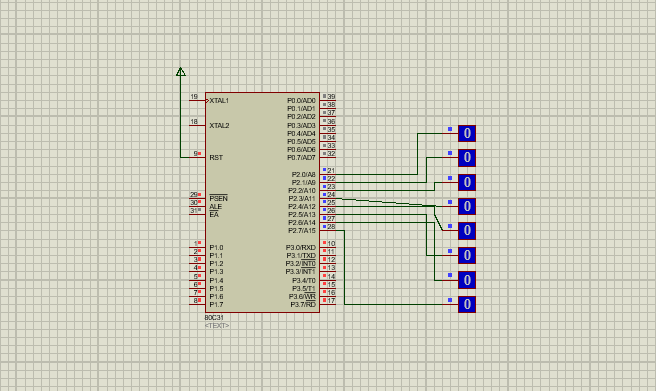 19 XTAL1 P0.0/AD0 39
P0.1/AD1 38
P0.2/AD2 37
18 XTAL2 P0.3/AD3 36
P0.4/AD4 35
P0.5/AD5 34
P0.6/AD6 33
9 RST P0.7/AD7 32
P2.0/A8 21
P2.1/A9 22
P2.2/A10 23
29 PSEN P2.3/A11 24
30 ALE P2.4/A12 25
31 EA P2.5/A13 26
P2.6/A14 27
P2.7/A15 28
1 P1.0 P3.0/RXD 10
2 P1.1 P3.1/TXD 11
3 P1.2 P3.2/INT0 12
4 P1.3 P3.3/INT1 13
5 P1.4 P3.4/T0 14
6 P1.5 P3.5/T1 15
7 P1.6 P3.6/WR 16
8 P1.7 P3.7/RD 17
80C31
<TEXT>
0
0
0
0
0
0
0
0